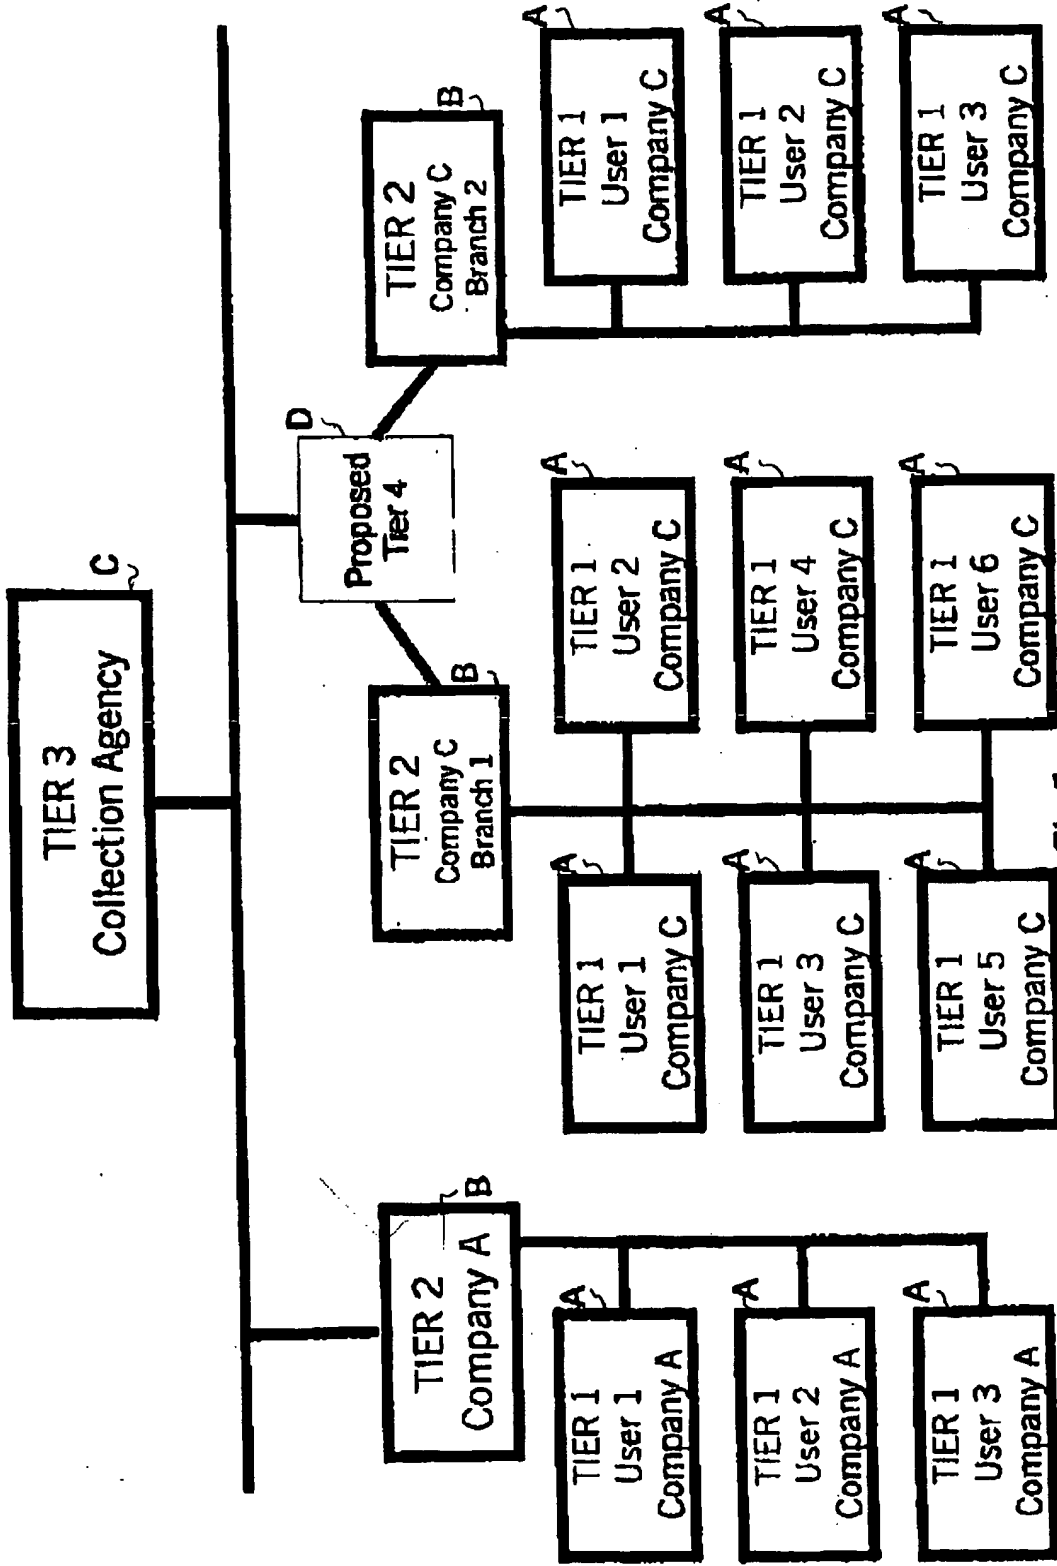 C
TIER 3
Collection Agency
D
Proposed
Tier 4
B
TIER 2
Company A
B
TIER 2
Company C
Branch 1
B
TIER 2
Company C
Branch 2
A
TIER 1
User 1
Company A
A
TIER 1
User 2
Company A
A
TIER 1
User 3
Company A
A
TIER 1
User 1
Company C
A
TIER 1
User 2
Company C
A
TIER 1
User 3
Company C
A
TIER 1
User 4
Company C
A
TIER 1
User 5
Company C
A
TIER 1
User 6
Company C
A
TIER 1
User 1
Company C
A
TIER 1
User 2
Company C
A
TIER 1
User 3
Company C